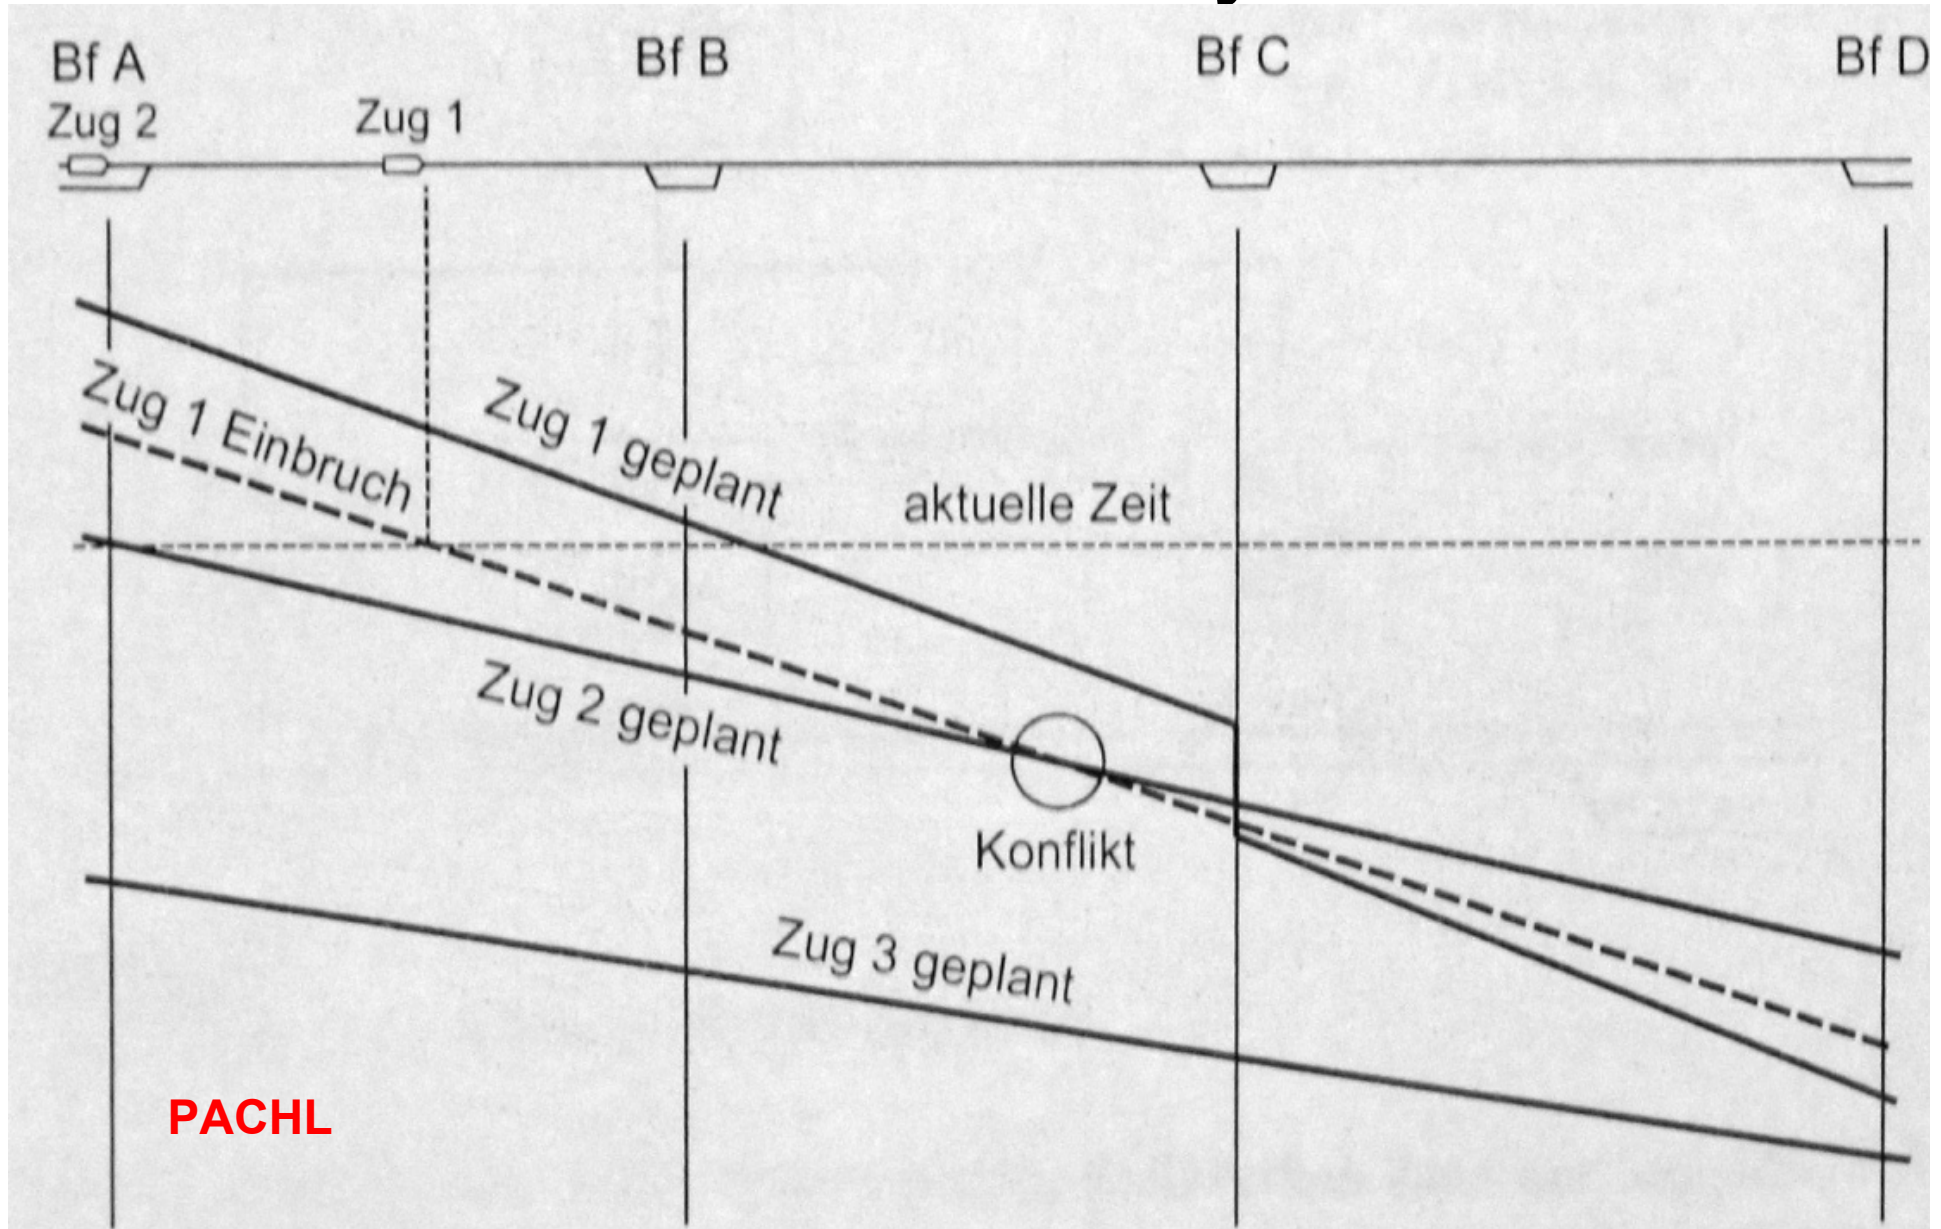 Bf A
Bf B
Bf C
Bf D
Zug 2
Zug 1
Zug 1 Einbruch
Zug 1 geplant
aktuelle Zeit
Zug 2 geplant
Konflikt
Zug 3 geplant
PACHL